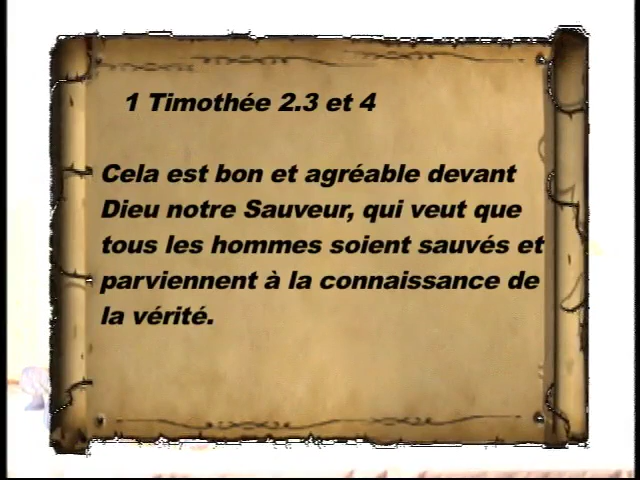 1 Timothée 2.3 et 4
Cela est bon et agréable devant
Dieu notre Sauveur, qui veut que
tous les hommes soient sauvés et
parviennent à la connaissance de
la vérité.